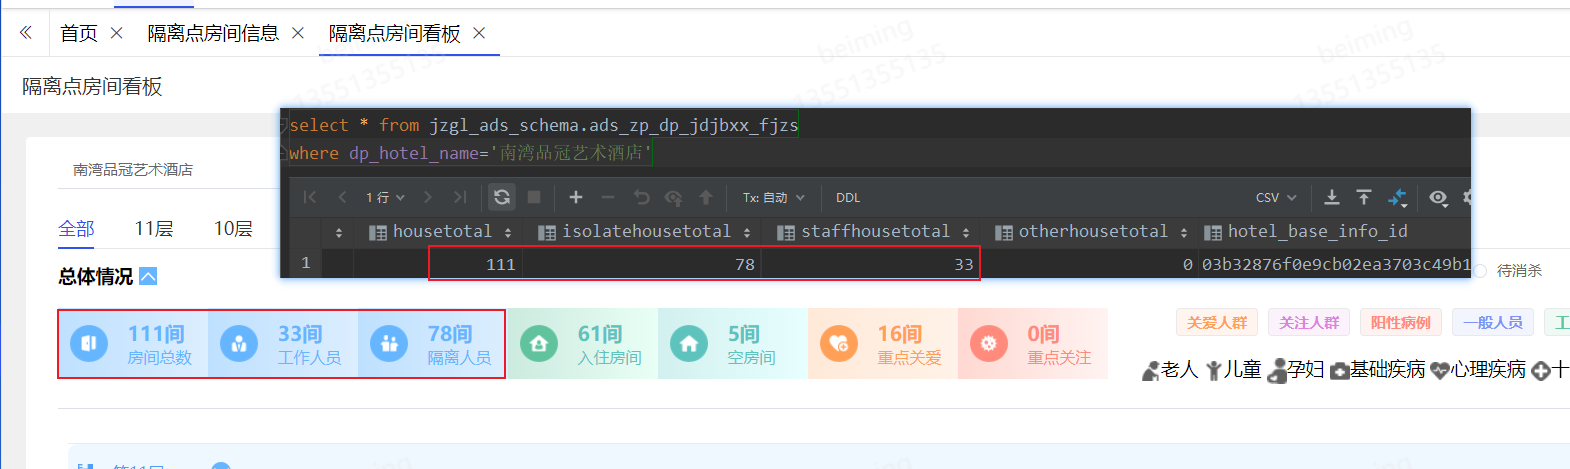 首页 隔离点房间信息 隔离点房间看板
beiming
13551355135
beiming
13551355135
13551355135
隔离点房间看板
select * from jzgl_ads_schema.ads_zp_dp_jdjbxx_fjzs
where dp_hotel_name='南湾品冠艺术酒店'
南湾品冠艺术酒店
1 行 Tx: 自动 DDL CSV
全部 11层 10层
housetotal isolatehousetotal staffhousetotal otherhousetotal hotel_base_info_id
1 111 78 33 0 03b32876f0e9cb02ea3703c49b1
待消杀
总体情况
111间 33间 78间 61间 5间 16间 0间
房间总数 工作人员 隔离人员 入住房间 空房间 重点关爱 重点关注
关爱人群 关注人群 阳性病例 一般人员 工
老人 儿童 孕妇 基础疾病 心理疾病 十
beiming
beiming